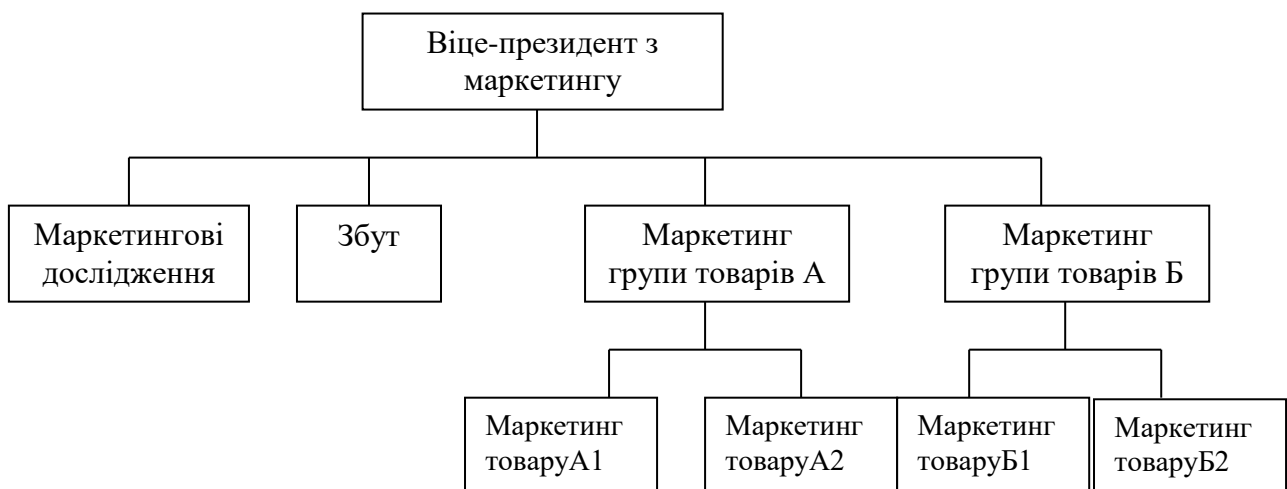 Віце-президент з
маркетингу
Маркетингові
дослідження
Збут
Маркетинг
групи товарів А
Маркетинг
групи товарів Б
Маркетинг
товаруА1
Маркетинг
товаруА2
Маркетинг
товаруБ1
Маркетинг
товаруБ2